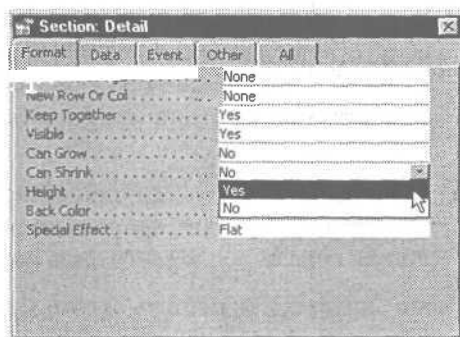 Section: Detail
Format Data Event Other All
None
New Row Or Col . . . . . . . . . None
Keep Together . . . . . . . . . . Yes
Visible . . . . . . . . . . . . . . . . Yes
Can Grow . . . . . . . . . . . . . No
Can Shrink . . . . . . . . . . . . . No
Height . . . . . . . . . . . . . . . . Yes
Back Color . . . . . . . . . . . . . No
Special Effect . . . . . . . . . . . Flat